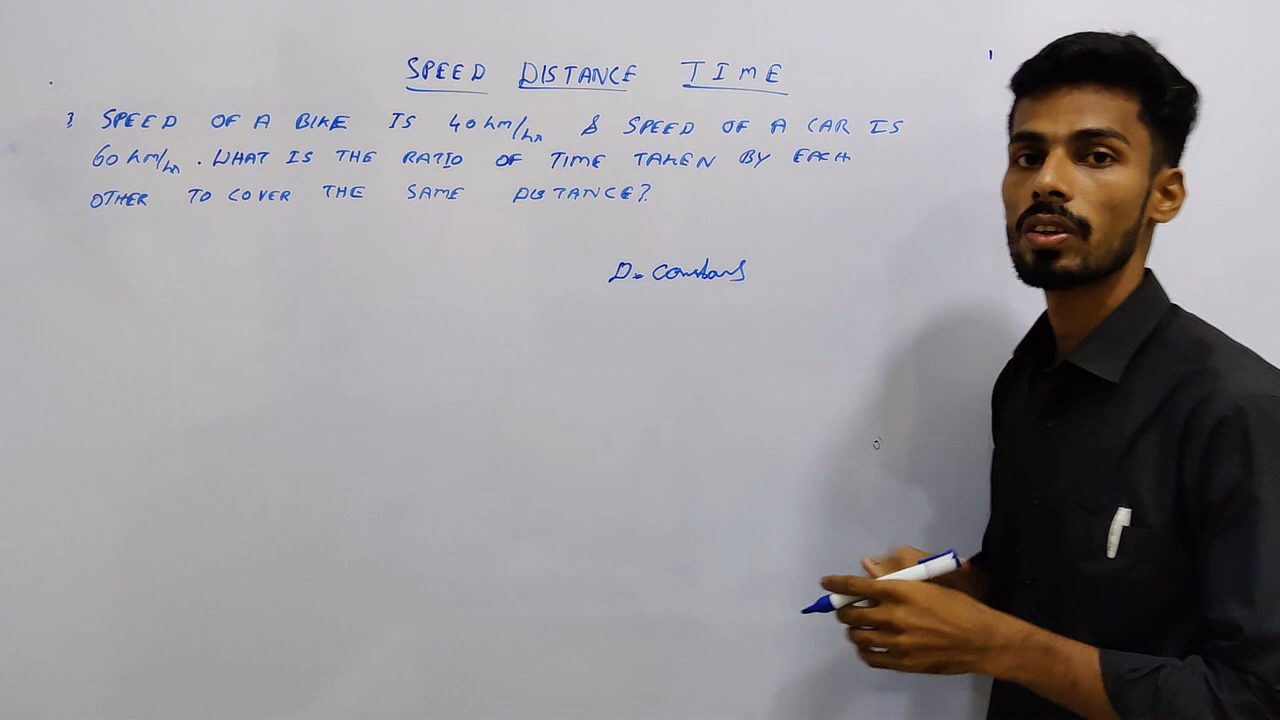 SPEED DISTANCE TIME
? SPEED OF A BIKE IS 40 km/hr & SPEED OF A CAR IS
60 km/hr . WHAT IS THE RATIO OF TIME TAKEN BY EACH
OTHER TO COVER THE SAME DISTANCE?
D = constant